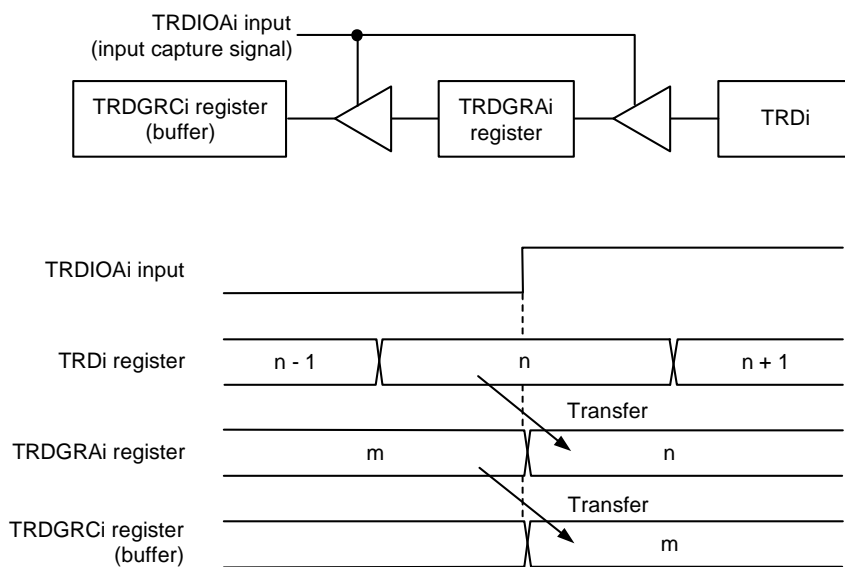 TRDIOAi input
(input capture signal)
TRDGRCi register
(buffer)
TRDGRAi
register
TRDi
TRDIOAi input
TRDi register
n - 1
n
n + 1
Transfer
TRDGRAi register
m
n
Transfer
TRDGRCi register
(buffer)
m